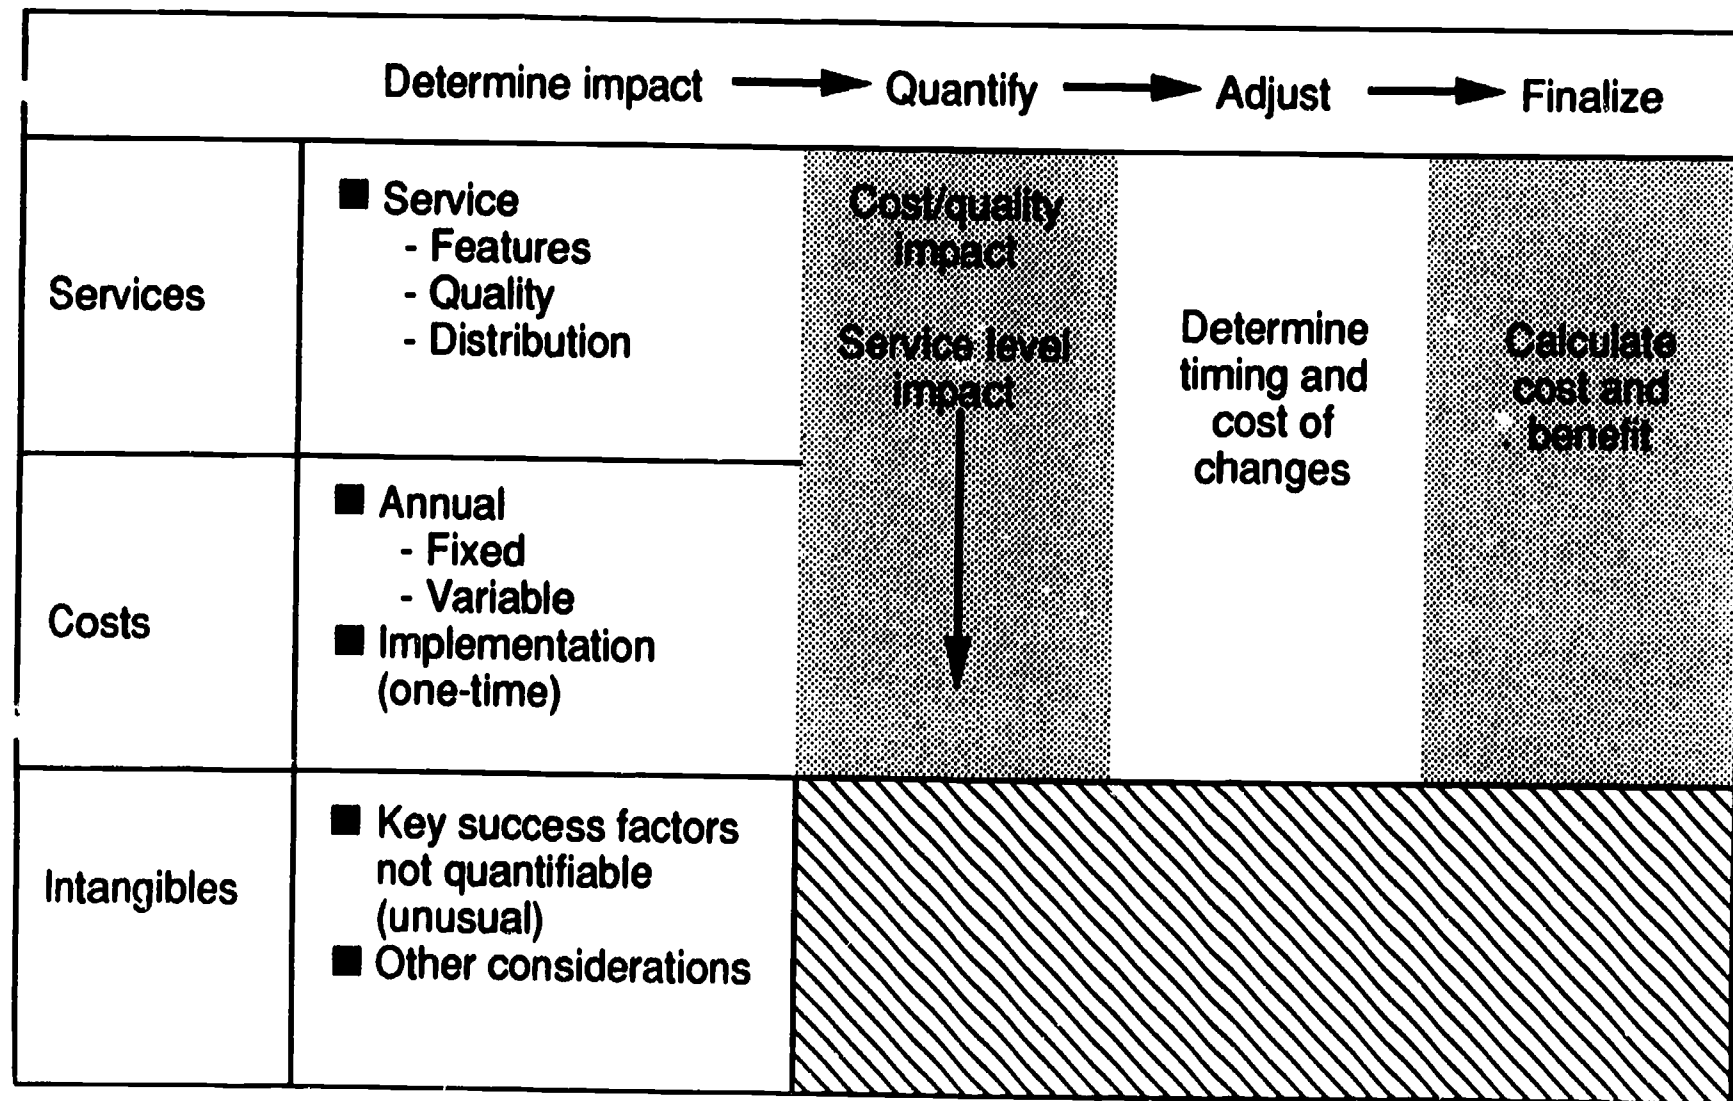 Determine impact Quantify Adjust Finalize
Services
■ Service
- Features
- Quality
- Distribution
Cost/quality
impact
Service level
impact
Determine
timing and
cost of
changes
Calculate
cost and
benefit
Costs
■ Annual
- Fixed
- Variable
■ Implementation
(one-time)
Intangibles
■ Key success factors
not quantifiable
(unusual)
■ Other considerations